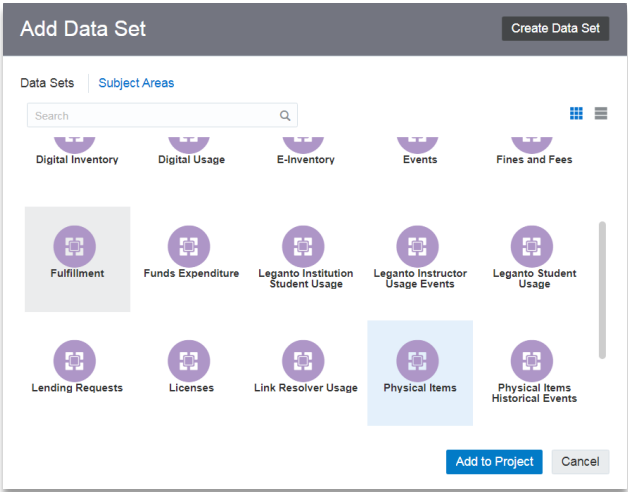 Add Data Set
Create Data Set
Data Sets
Subject Areas
Search
Digital Inventory
Digital Usage
E-Inventory
Events
Fines and Fees
Fulfillment
Funds Expenditure
Leganto Institution
Student Usage
Leganto Instructor
Usage Events
Leganto Student
Usage
Lending Requests
Licenses
Link Resolver Usage
Physical Items
Physical Items
Historical Events
Add to Project
Cancel